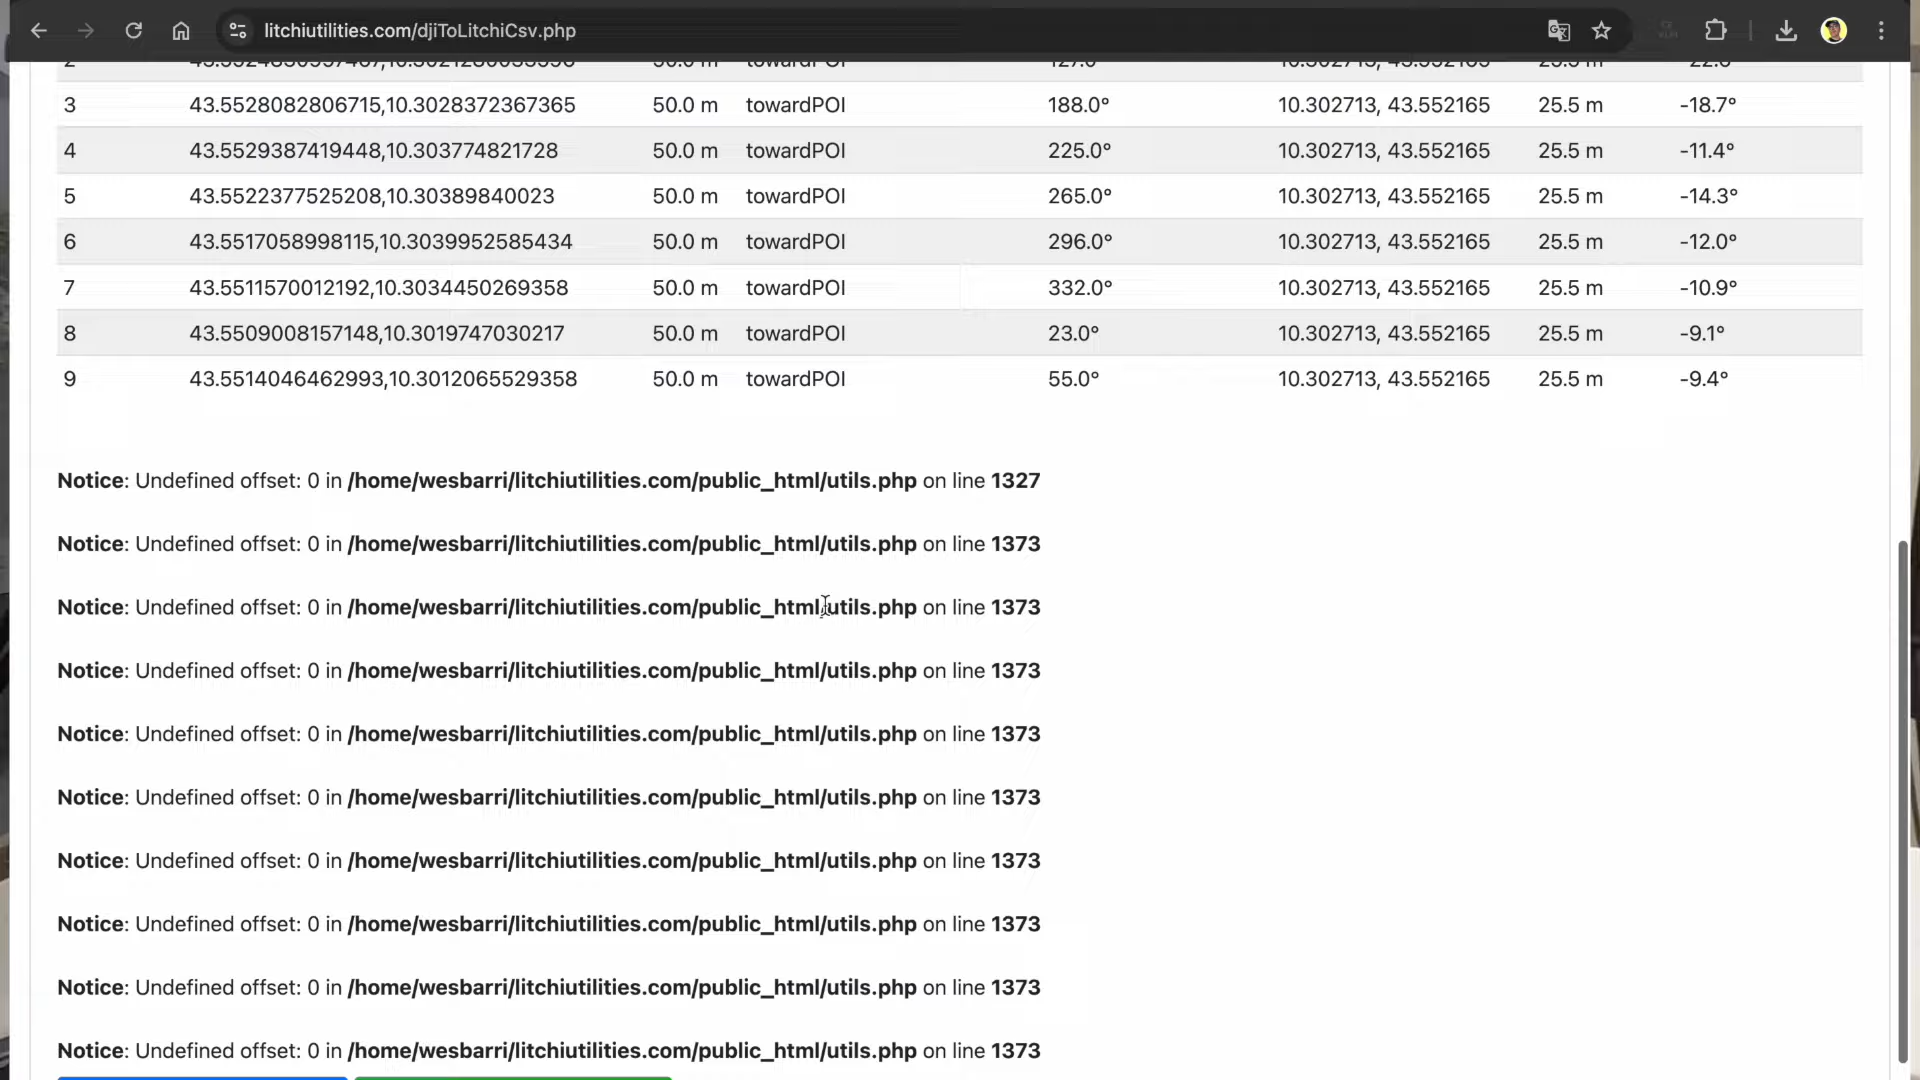 litchiutilities.com/djiToLitchiCsv.php
3 43.5528082806715,10.3028372367365 50.0 m towardPOI 188.0° 10.302713, 43.552165 25.5 m -18.7°
4 43.5529387419448,10.303774821728 50.0 m towardPOI 225.0° 10.302713, 43.552165 25.5 m -11.4°
5 43.5522377525208,10.30389840023 50.0 m towardPOI 265.0° 10.302713, 43.552165 25.5 m -14.3°
6 43.5517058998115,10.3039952585434 50.0 m towardPOI 296.0° 10.302713, 43.552165 25.5 m -12.0°
7 43.5511570012192,10.3034450269358 50.0 m towardPOI 332.0° 10.302713, 43.552165 25.5 m -10.9°
8 43.5509008157148,10.3019747030217 50.0 m towardPOI 23.0° 10.302713, 43.552165 25.5 m -9.1°
9 43.5514046462993,10.3012065529358 50.0 m towardPOI 55.0° 10.302713, 43.552165 25.5 m -9.4°
Notice: Undefined offset: 0 in /home/wesbarri/litchiutilities.com/public_html/utils.php on line 1327
Notice: Undefined offset: 0 in /home/wesbarri/litchiutilities.com/public_html/utils.php on line 1373
Notice: Undefined offset: 0 in /home/wesbarri/litchiutilities.com/public_html/utils.php on line 1373
Notice: Undefined offset: 0 in /home/wesbarri/litchiutilities.com/public_html/utils.php on line 1373
Notice: Undefined offset: 0 in /home/wesbarri/litchiutilities.com/public_html/utils.php on line 1373
Notice: Undefined offset: 0 in /home/wesbarri/litchiutilities.com/public_html/utils.php on line 1373
Notice: Undefined offset: 0 in /home/wesbarri/litchiutilities.com/public_html/utils.php on line 1373
Notice: Undefined offset: 0 in /home/wesbarri/litchiutilities.com/public_html/utils.php on line 1373
Notice: Undefined offset: 0 in /home/wesbarri/litchiutilities.com/public_html/utils.php on line 1373
Notice: Undefined offset: 0 in /home/wesbarri/litchiutilities.com/public_html/utils.php on line 1373